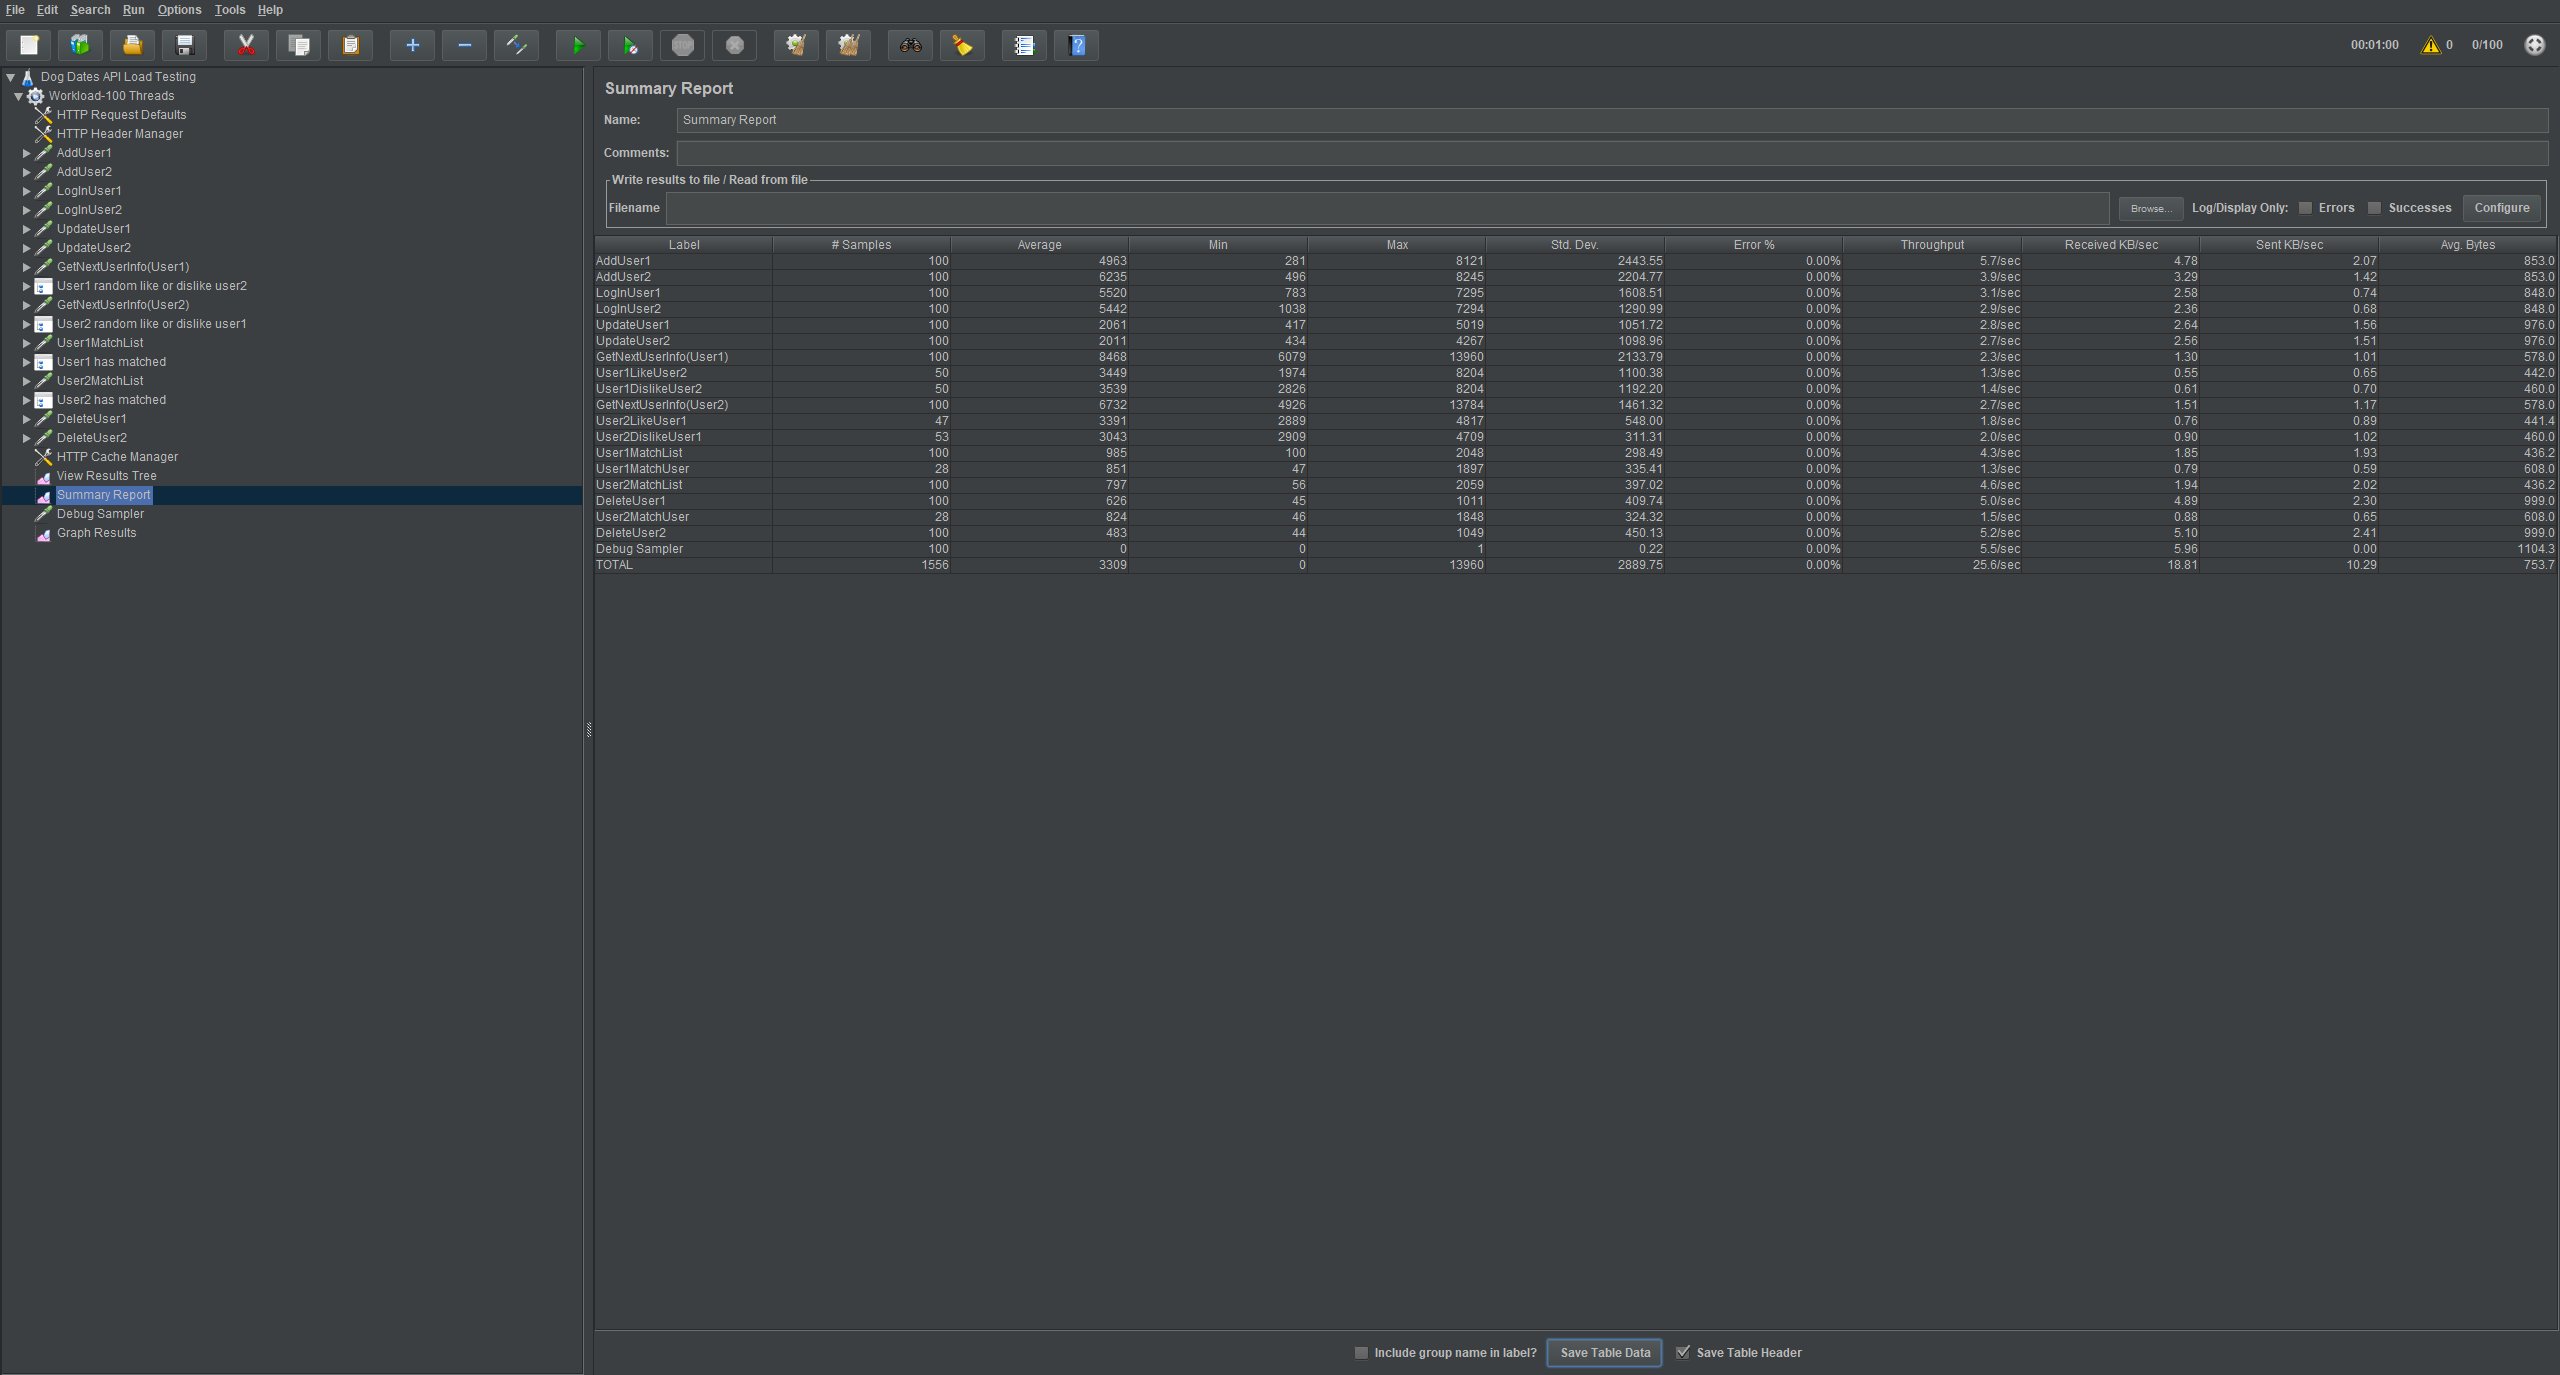 File Edit Search Run Options Tools Help
STOP
00:01:00 0 0/100
Dog Dates API Load Testing
Workload-100 Threads
HTTP Request Defaults
HTTP Header Manager
AddUser1
AddUser2
LogInUser1
LogInUser2
UpdateUser1
UpdateUser2
GetNextUserInfo(User1)
User1 random like or dislike user2
GetNextUserInfo(User2)
User2 random like or dislike user1
User1MatchList
User1 has matched
User2MatchList
User2 has matched
DeleteUser1
DeleteUser2
HTTP Cache Manager
View Results Tree
Summary Report
Debug Sampler
Graph Results
Summary Report
Name: Summary Report
Comments:
Write results to file / Read from file
Filename Browse... Log/Display Only: Errors Successes Configure
Label # Samples Average Min Max Std. Dev. Error % Throughput Received KB/sec Sent KB/sec Avg. Bytes
AddUser1 100 4963 281 8121 2443.55 0.00% 5.7/sec 4.78 2.07 853.0
AddUser2 100 6235 496 8245 2204.77 0.00% 3.9/sec 3.29 1.42 853.0
LogInUser1 100 5520 783 7295 1608.51 0.00% 3.1/sec 2.58 0.74 848.0
LogInUser2 100 5442 1038 7294 1290.99 0.00% 2.9/sec 2.36 0.68 848.0
UpdateUser1 100 2061 417 5019 1051.72 0.00% 2.8/sec 2.64 1.56 976.0
UpdateUser2 100 2011 434 4267 1098.96 0.00% 2.7/sec 2.56 1.51 976.0
GetNextUserInfo(User1) 100 8468 6079 13960 2133.79 0.00% 2.3/sec 1.30 1.01 578.0
User1LikeUser2 50 3449 1974 8204 1100.38 0.00% 1.3/sec 0.55 0.65 442.0
User1DislikeUser2 50 3539 2826 8204 1192.20 0.00% 1.4/sec 0.61 0.70 460.0
GetNextUserInfo(User2) 100 6732 4926 13784 1461.32 0.00% 2.7/sec 1.51 1.17 578.0
User2LikeUser1 47 3391 2889 4817 548.00 0.00% 1.8/sec 0.76 0.89 441.4
User2DislikeUser1 53 3043 2909 4709 311.31 0.00% 2.0/sec 0.90 1.02 460.0
User1MatchList 100 985 100 2048 298.49 0.00% 4.3/sec 1.85 1.93 436.2
User1MatchUser 28 851 47 1897 335.41 0.00% 1.3/sec 0.79 0.59 608.0
User2MatchList 100 797 56 2059 397.02 0.00% 4.6/sec 1.94 2.02 436.2
DeleteUser1 100 626 45 1011 409.74 0.00% 5.0/sec 4.89 2.30 999.0
User2MatchUser 28 824 46 1848 324.32 0.00% 1.5/sec 0.88 0.65 608.0
DeleteUser2 100 483 44 1049 450.13 0.00% 5.2/sec 5.10 2.41 999.0
Debug Sampler 100 0 0 1 0.22 0.00% 5.5/sec 5.96 0.00 1104.3
TOTAL 1556 3309 0 13960 2889.75 0.00% 25.6/sec 18.81 10.29 753.7
Include group name in label? Save Table Data Save Table Header